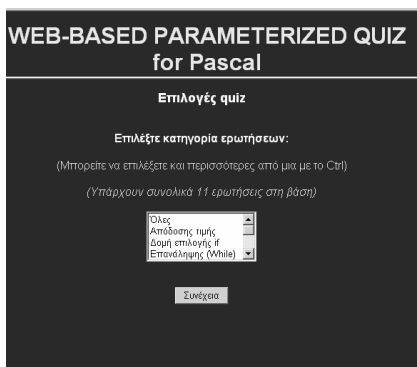 WEB-BASED PARAMETERIZED QUIZ
for Pascal
Επιλογές quiz
Επιλέξτε κατηγορία ερωτήσεων:
(Μπορείτε να επιλέξετε και περισσότερες από μια με το Ctrl)
(Υπάρχουν συνολικά 11 ερωτήσεις στη βάση)
Όλες
Απόδοσης τιμής
Δομή επιλογής if
Επανάληψης (While)
Συνέχεια